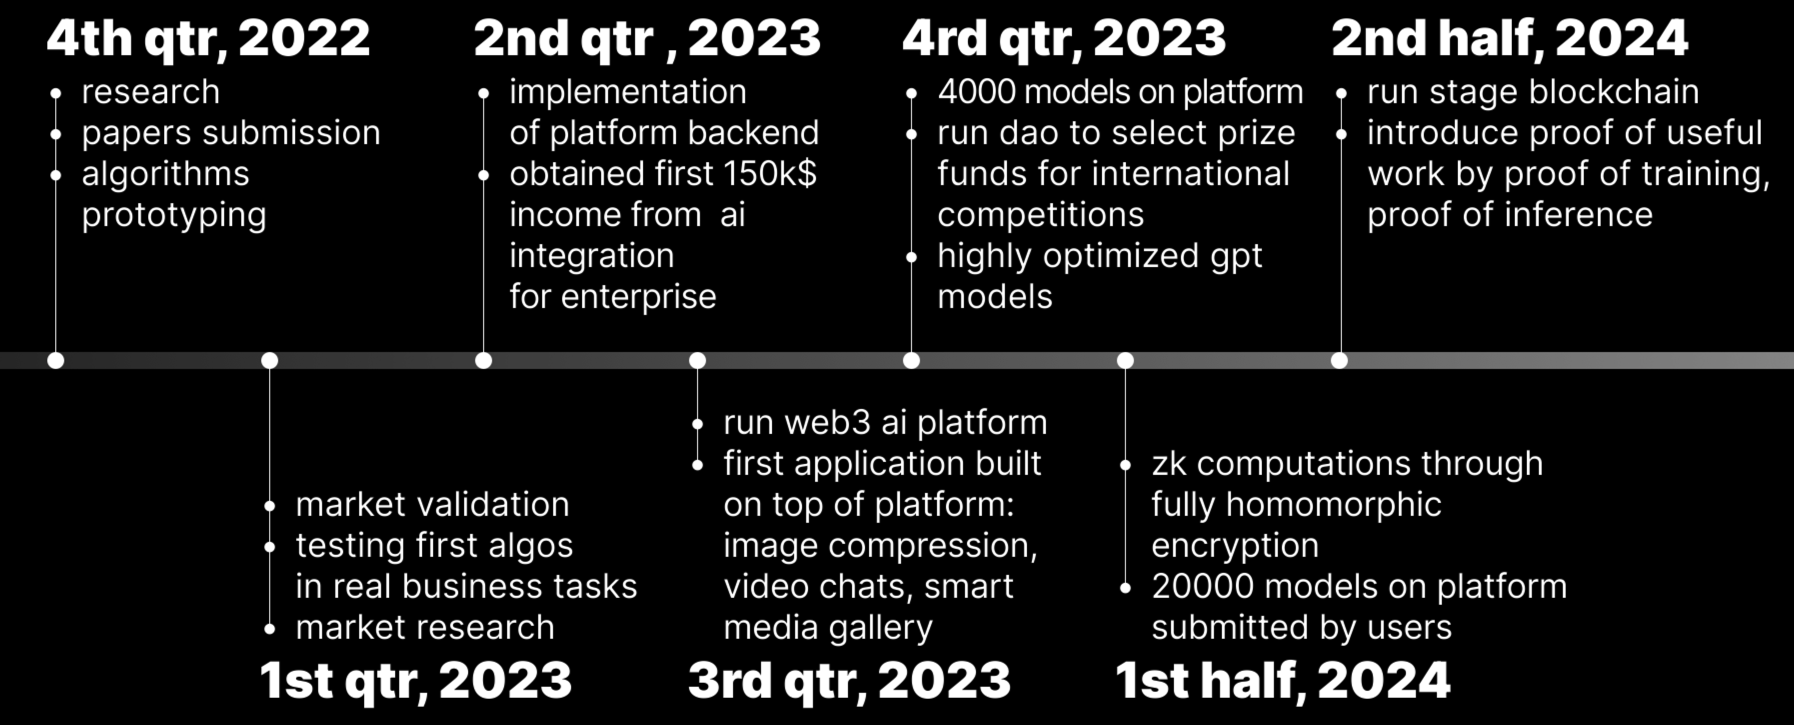 4th qtr, 2022
research
papers submission
algorithms
prototyping
2nd qtr , 2023
implementation
of platform backend
obtained first 150k$
income from  ai
integration
for enterprise
4rd qtr, 2023
4000 models on platform
run dao to select prize
funds for international
competitions
highly optimized gpt
models
2nd half, 2024
run stage blockchain
introduce proof of useful
work by proof of training,
proof of inference
market validation
testing first algos
in real business tasks
market research
1st qtr, 2023
run web3 ai platform
first application built
on top of platform:
image compression,
video chats, smart
media gallery
3rd qtr, 2023
zk computations through
fully homomorphic
encryption
20000 models on platform
submitted by users
1st half, 2024